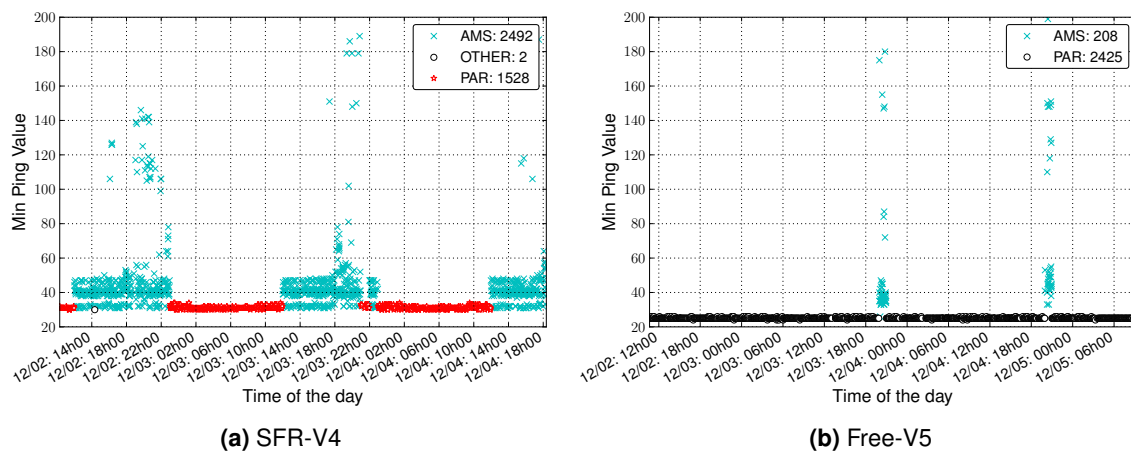 200
180
160
140
120
100
80
60
40
20
Min Ping Value
AMS: 2492
OTHER: 2
PAR: 1528
12/02: 14h00
12/02: 18h00
12/02: 22h00
12/03: 02h00
12/03: 06h00
12/03: 10h00
12/03: 14h00
12/03: 18h00
12/03: 22h00
12/04: 02h00
12/04: 06h00
12/04: 10h00
12/04: 14h00
12/04: 18h00
Time of the day
(a) SFR-V4
200
180
160
140
120
100
80
60
40
20
Min Ping Value
AMS: 208
PAR: 2425
12/02: 12h00
12/02: 18h00
12/03: 00h00
12/03: 06h00
12/03: 12h00
12/03: 18h00
12/04: 00h00
12/04: 06h00
12/04: 12h00
12/04: 18h00
12/05: 00h00
12/05: 06h00
Time of the day
(b) Free-V5